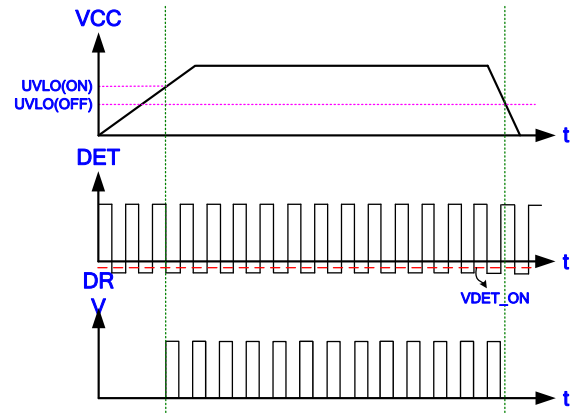 VCC
UVLO(ON)
UVLO(OFF)
t
DET
t
VDET_ON
DR
V
t